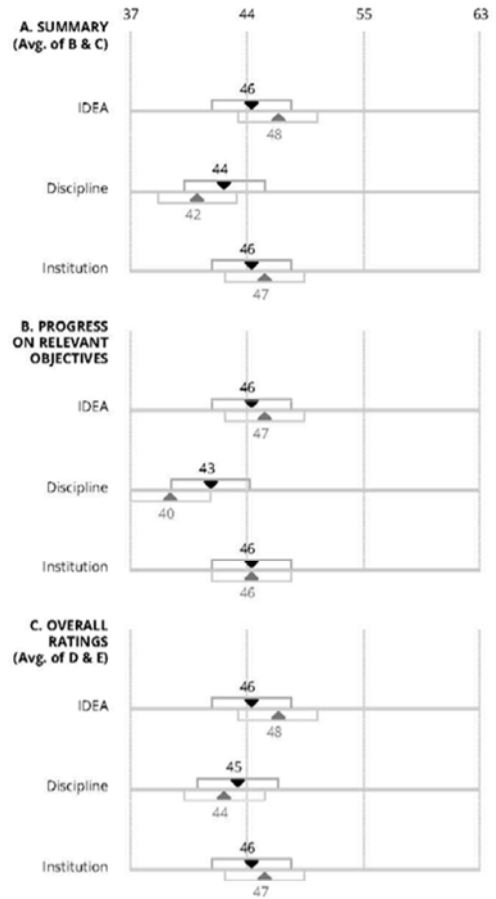 37 44 55 63
A. SUMMARY
(Avg. of B & C)
46
IDEA
48
44
Discipline
42
46
Institution
47
B. PROGRESS
ON RELEVANT
OBJECTIVES
46
IDEA
47
43
Discipline
40
46
Institution
46
C. OVERALL
RATINGS
(Avg. of D & E)
46
IDEA
48
45
Discipline
44
46
Institution
47